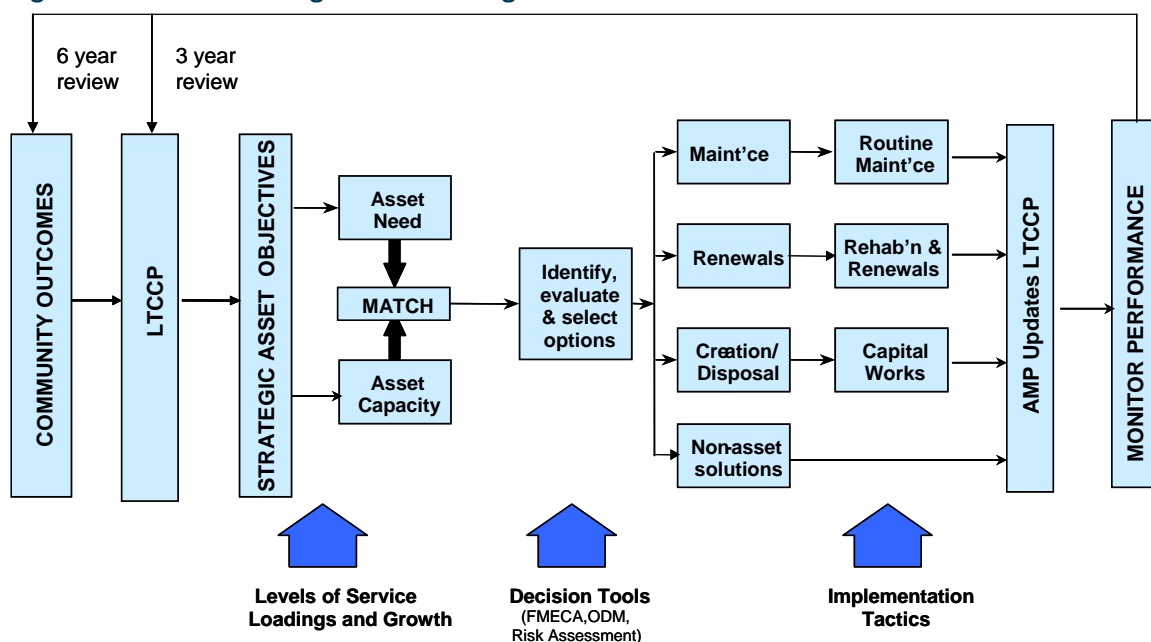 6 year
review
3 year
review
COMMUNITY OUTCOMES
LTCCP
STRATEGIC ASSET OBJECTIVES
Asset
Need
MATCH
Asset
Capacity
Identify,
evaluate
& select
options
Maint'ce
Routine
Maint'ce
Renewals
Rehab'n &
Renewals
Creation/
Disposal
Capital
Works
Non-asset
solutions
AMP Updates LTCCP
MONITOR PERFORMANCE
Levels of Service
Loadings and Growth
Decision Tools
(FMECA,ODM,
Risk Assessment)
Implementation
Tactics